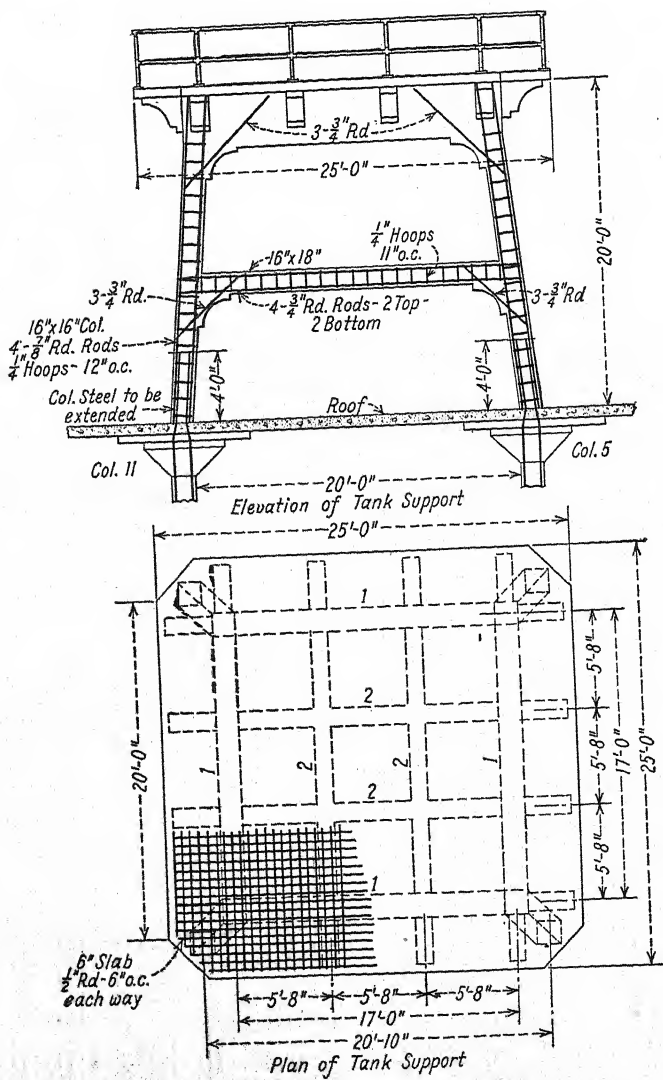 3-3/4" Rd
25'-0"
20'-0"
1/4" Hoops
11" o.c.
16" x 18"
3-3/4" Rd.
4-3/4" Rd. Rods - 2 Top -
2 Bottom
3-3/4" Rd
16" x 16" Col.
4-7/8" Rd. Rods
1/4" Hoops - 12" o.c.
Col. Steel to be
extended
4'-0"
4'-0"
Roof
Col. 11
Col. 5
20'-0"
Elevation of Tank Support
25'-0"
1
5'-8"
2
20'-0"
1
2
2
1
5'-8"
17'-0"
25'-0"
2
5'-8"
1
6" Slab
1/2" Rd - 6" o.c.
each way
5'-8"
5'-8"
5'-8"
17'-0"
20'-10"
Plan of Tank Support